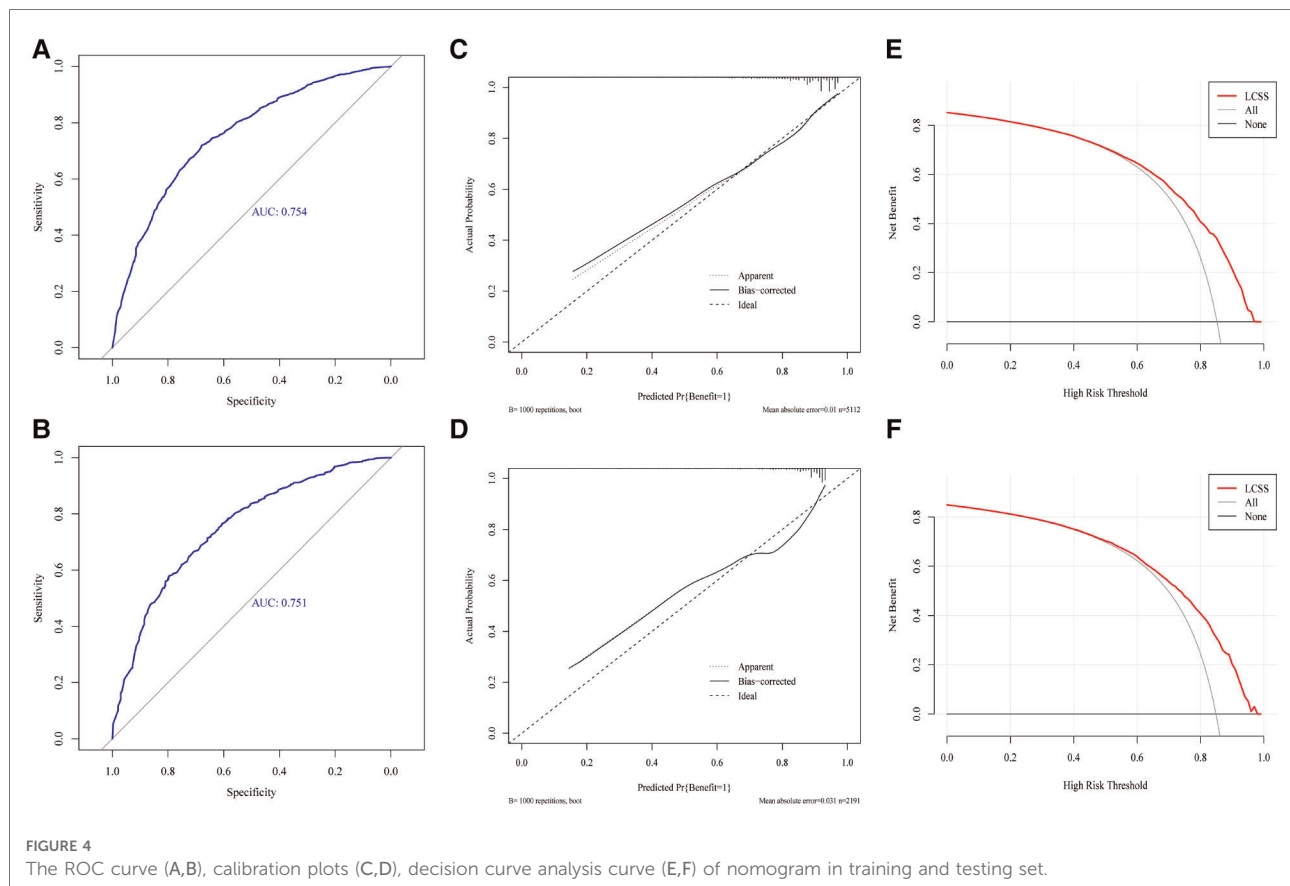 A
1.0
0.8
0.6
0.4
0.2
0.0
Sensitivity
AUC: 0.754
1.0 0.8 0.6 0.4 0.2 0.0
Specificity
C
1.0
0.8
0.6
0.4
0.2
0.0
Actual Probability
Apparent
Bias-corrected
Ideal
0.0 0.2 0.4 0.6 0.8 1.0
Predicted Pr{Benefit=1}
B= 1000 repetitions, boot
Mean absolute error=0.01 n=5112
E
LCSS
All
None
0.8
0.6
0.4
0.2
0.0
Net Benefit
0.0 0.2 0.4 0.6 0.8 1.0
High Risk Threshold
B
1.0
0.8
0.6
0.4
0.2
0.0
Sensitivity
AUC: 0.751
1.0 0.8 0.6 0.4 0.2 0.0
Specificity
D
1.0
0.8
0.6
0.4
0.2
0.0
Actual Probability
Apparent
Bias-corrected
Ideal
0.0 0.2 0.4 0.6 0.8 1.0
Predicted Pr{Benefit=1}
B= 1000 repetitions, boot
Mean absolute error=0.031 n=2191
F
LCSS
All
None
0.8
0.6
0.4
0.2
0.0
Net Benefit
0.0 0.2 0.4 0.6 0.8 1.0
High Risk Threshold
FIGURE 4
The ROC curve (A,B), calibration plots (C,D), decision curve analysis curve (E,F) of nomogram in training and testing set.